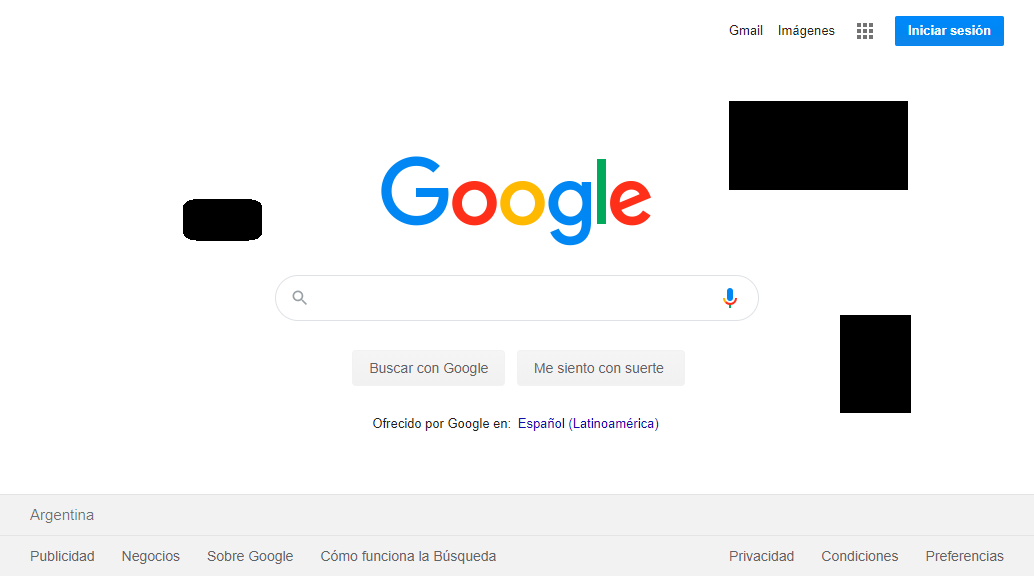 Gmail Imágenes Iniciar sesión
Google
Buscar con Google Me siento con suerte
Ofrecido por Google en: Español (Latinoamérica)
Argentina
Publicidad Negocios Sobre Google Cómo funciona la Búsqueda Privacidad Condiciones Preferencias